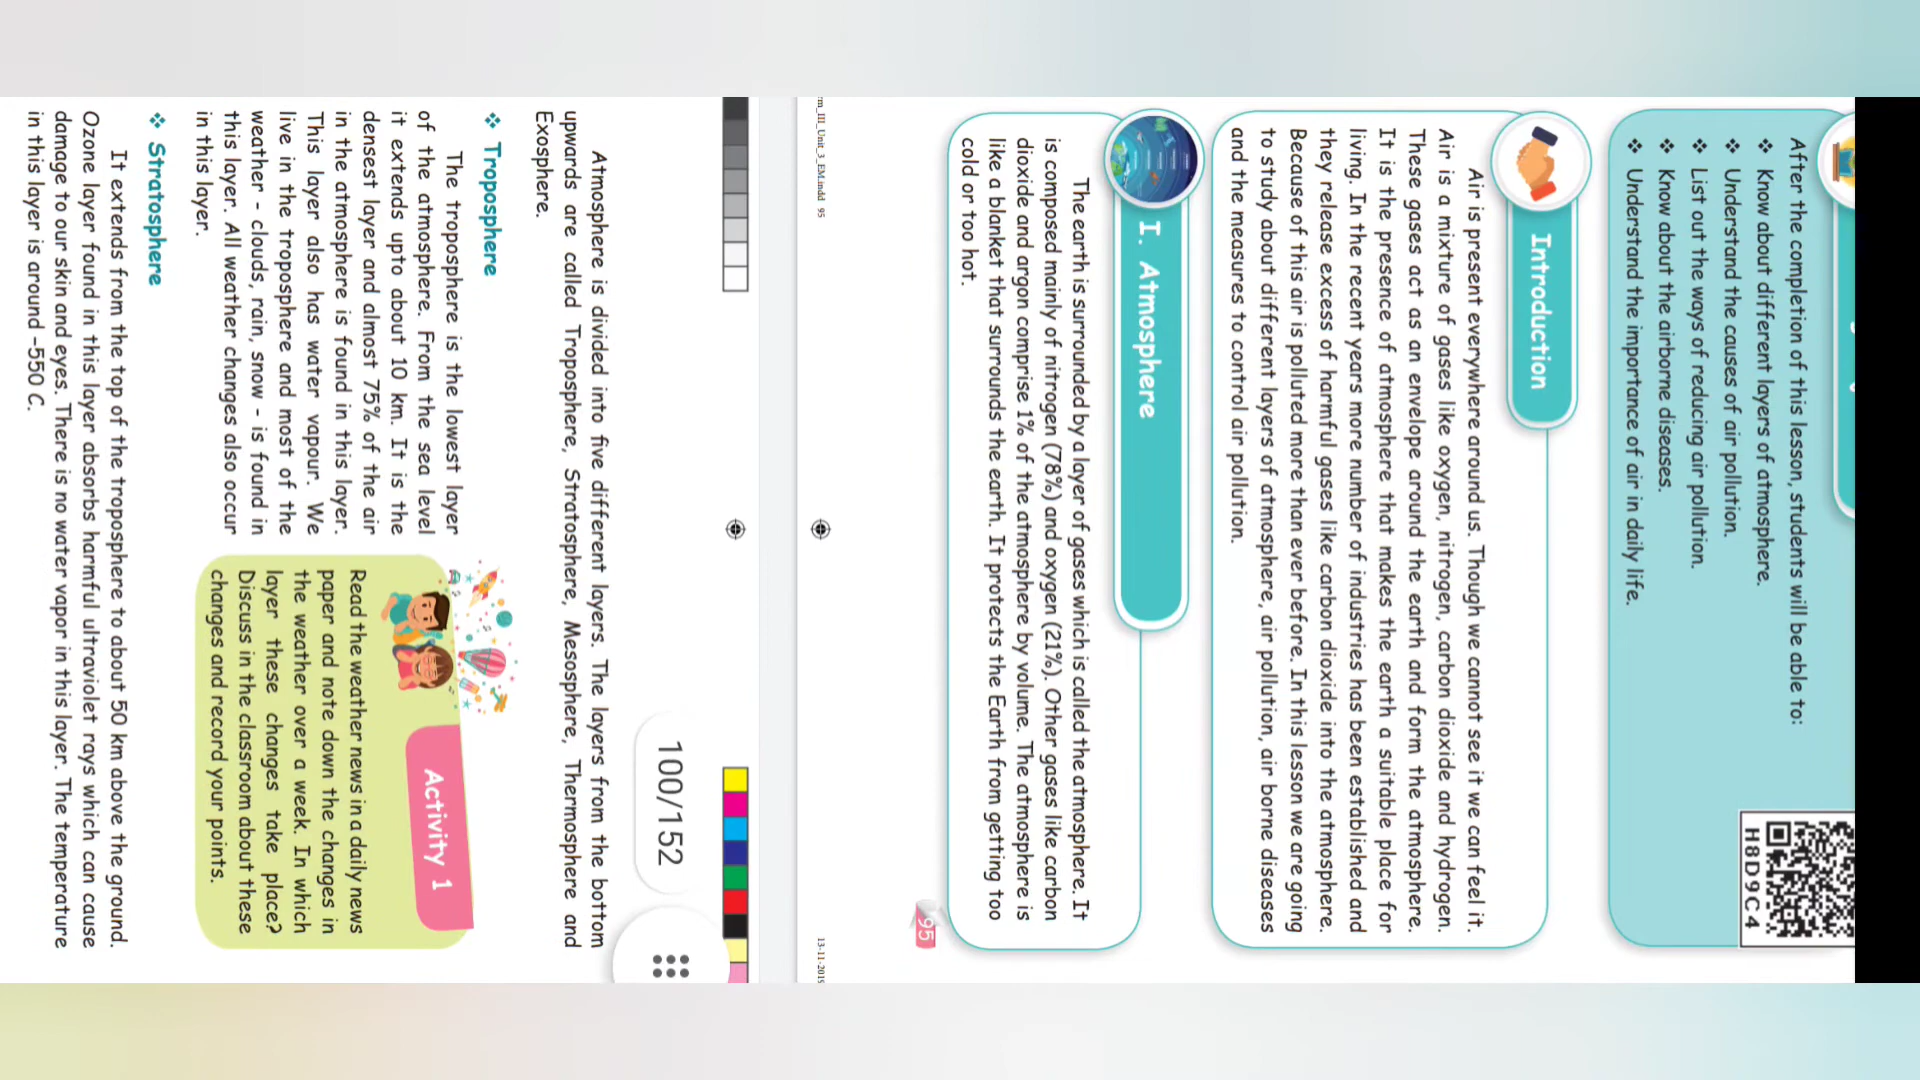 After the completion of this lesson, students will be able to:
❖ Know about different layers of atmosphere.
❖ Understand the causes of air pollution.
❖ List out the ways of reducing air pollution.
❖ Know about the airborne diseases.
❖ Understand the importance of air in daily life.
H8D9C4
Introduction
Air is present everywhere around us. Though we cannot see it we can feel it.
Air is a mixture of gases like oxygen, nitrogen, carbon dioxide and hydrogen.
These gases act as an envelope around the earth and form the atmosphere.
It is the presence of atmosphere that makes the earth a suitable place for
living. In the recent years more number of industries has been established and
they release excess of harmful gases like carbon dioxide into the atmosphere.
Because of this air is polluted more than ever before. In this lesson we are going
to study about different layers of atmosphere, air pollution, air borne diseases
and the measures to control air pollution.
I. Atmosphere
The earth is surrounded by a layer of gases which is called the atmosphere. It
is composed mainly of nitrogen (78%) and oxygen (21%). Other gases like carbon
dioxide and argon comprise 1% of the atmosphere by volume. The atmosphere is
like a blanket that surrounds the earth. It protects the Earth from getting too
cold or too hot.
95
rm_III_Unit_3_EM.indd 95
13-11-2019
100/152
Atmosphere is divided into five different layers. The layers from the bottom
upwards are called Troposphere, Stratosphere, Mesosphere, Thermosphere and
Exosphere.
❖ Troposphere
The troposphere is the lowest layer
of the atmosphere. From the sea level
it extends upto about 10 km. It is the
densest layer and almost 75% of the air
in the atmosphere is found in this layer.
This layer also has water vapour. We
live in the troposphere and most of the
weather - clouds, rain, snow - is found in
this layer. All weather changes also occur
in this layer.
Activity 1
Read the weather news in a daily news
paper and note down the changes in
the weather over a week. In which
layer these changes take place?
Discuss in the classroom about these
changes and record your points.
❖ Stratosphere
It extends from the top of the troposphere to about 50 km above the ground.
Ozone layer found in this layer absorbs harmful ultraviolet rays which can cause
damage to our skin and eyes. There is no water vapor in this layer. The temperature
in this layer is around -550 C.